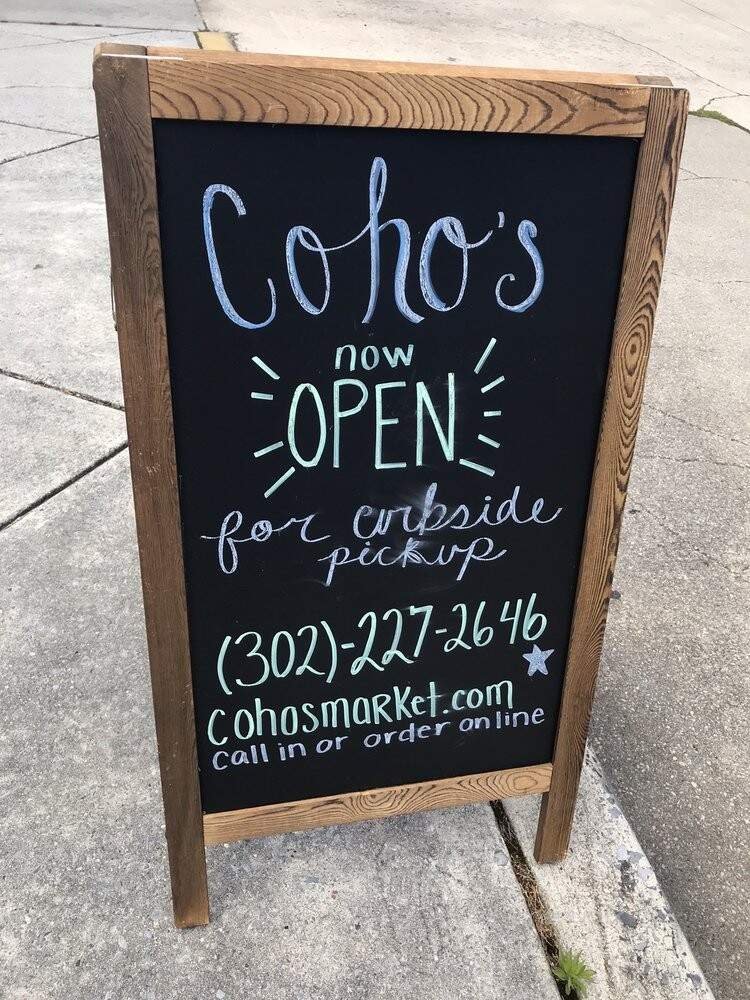 Coho's
now
OPEN
for curbside
pickup
(302)-227-2646
cohosmarket.com
call in or order online